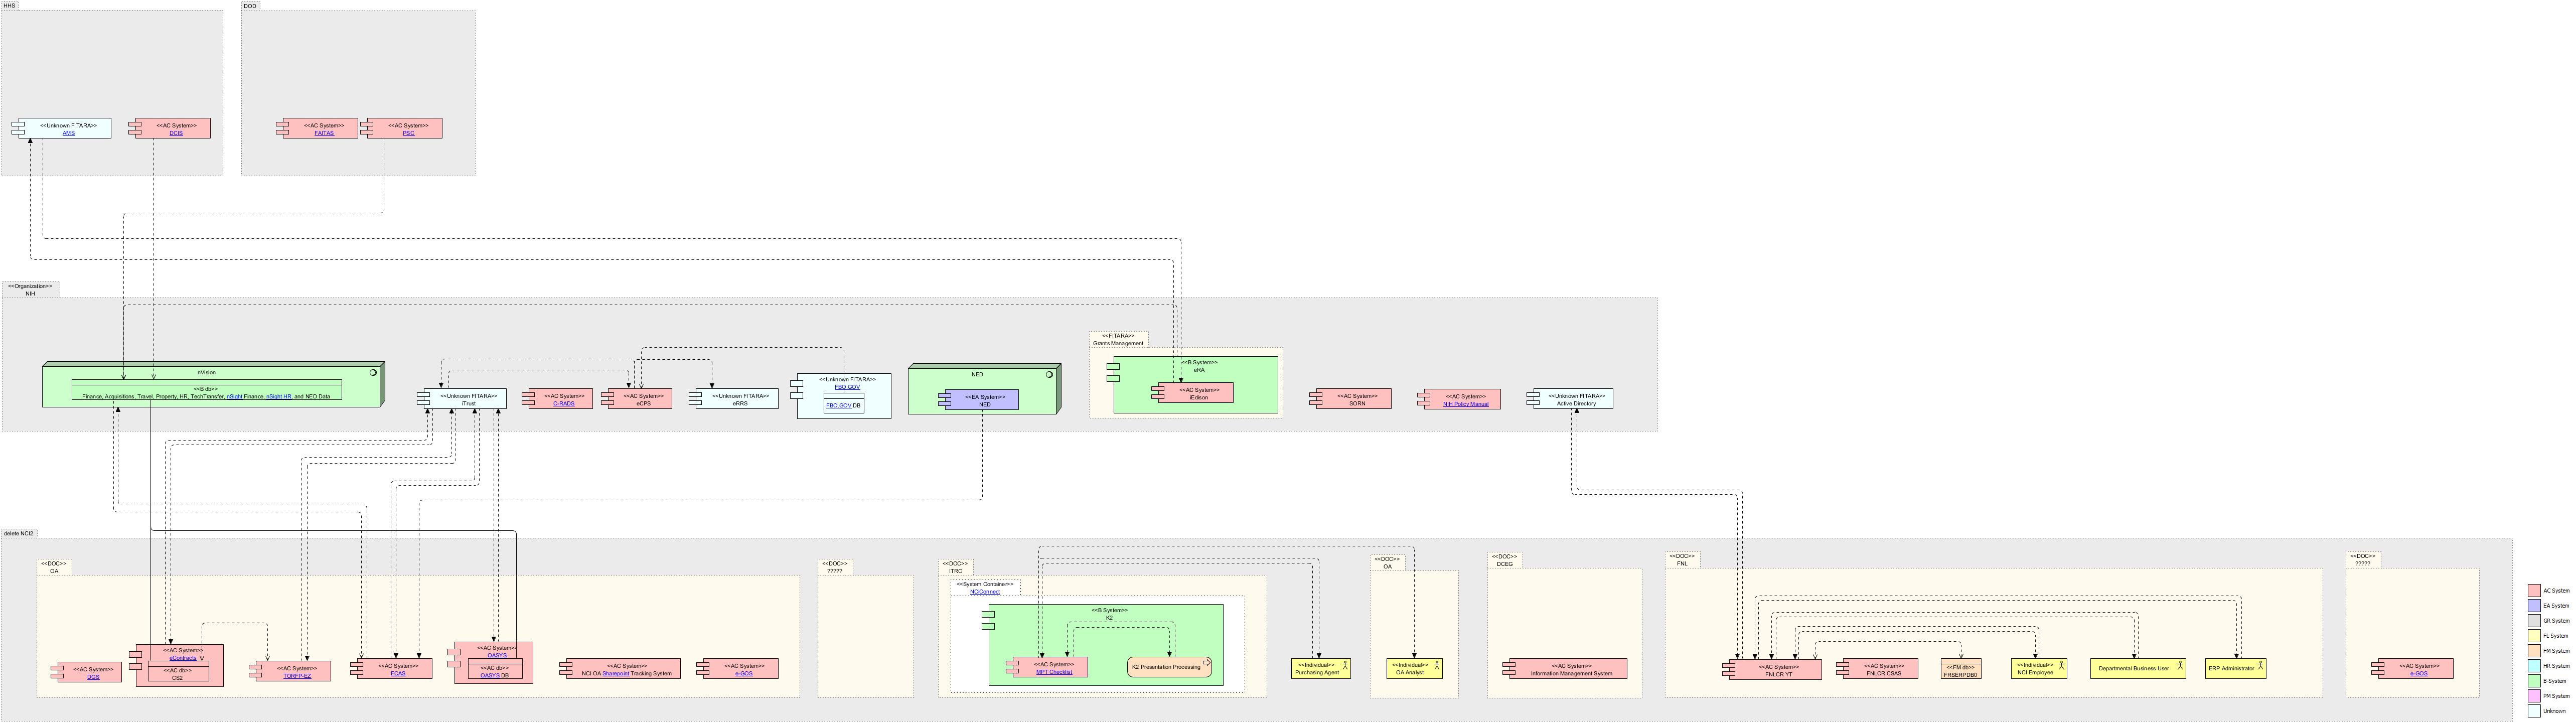 HHS
DOD
<<Unknown FITARA>>
AMS
<<AC System>>
DCIS
<<AC System>>
FAITAS
<<AC System>>
PSC
<<Organization>>
NIH
nVision
<<B db>>
Finance, Acquisitions, Travel, Property, HR, TechTransfer, nSight Finance, nSight HR, and NED Data
<<Unknown FITARA>>
iTrust
<<AC System>>
C-RADS
<<AC System>>
eCPS
<<Unknown FITARA>>
eRRS
<<Unknown FITARA>>
FBO.GOV
FBO.GOV DB
NED
<<EA System>>
NED
<<FITARA>>
Grants Management
<<B System>>
eRA
<<AC System>>
iEdison
<<AC System>>
SORN
<<AC System>>
NIH Policy Manual
<<Unknown FITARA>>
Active Directory
delete NCI2
<<DOC>>
OA
<<AC System>>
DGS
<<AC System>>
eContracts
<<AC db>>
CS2
<<AC System>>
TORFP-EZ
<<AC System>>
FCAS
<<AC System>>
OASYS
<<AC db>>
OASYS DB
<<AC System>>
NCI OA Sharepoint Tracking System
<<AC System>>
e-GOS
<<DOC>>
?????
<<DOC>>
ITRC
<<System Container>>
NCIConnect
<<B System>>
K2
<<AC System>>
MPT Checklist
K2 Presentation Processing
<<Individual>>
Purchasing Agent
<<DOC>>
OA
<<Individual>>
OA Analyst
<<DOC>>
DCEG
<<AC System>>
Information Management System
<<DOC>>
FNL
<<AC System>>
FNLCR YT
<<AC System>>
FNLCR CSAS
<<FM db>>
FRSERPDB0
<<Individual>>
NCI Employee
Departmental Business User
ERP Administrator
<<DOC>>
?????
<<AC System>>
e-GOS
AC System
EA System
GR System
FL System
FM System
HR System
B-System
PM System
Unknown